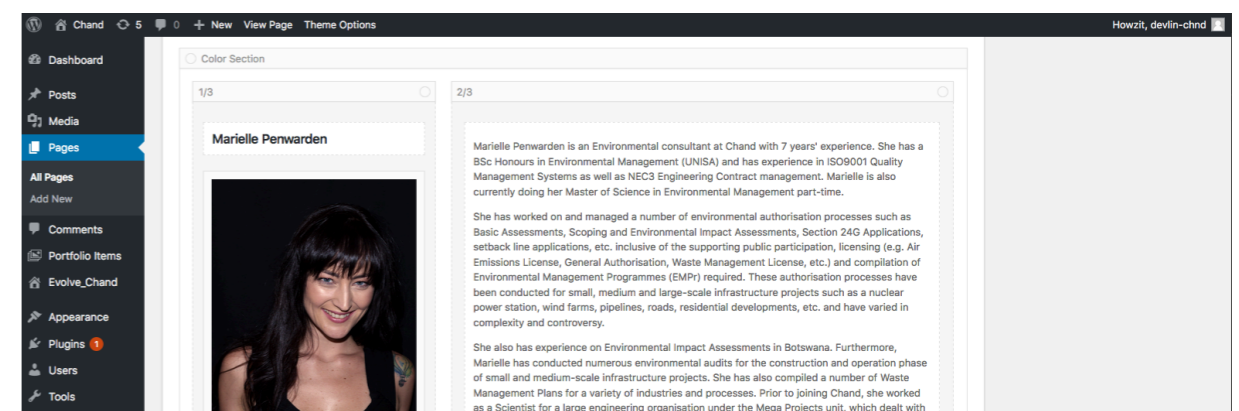 Chand 5 0 New View Page Theme Options Howzit, devlin-chnd
Dashboard
Posts
Media
Pages
All Pages
Add New
Comments
Portfolio Items
Evolve_Chand
Appearance
Plugins 1
Users
Tools
Color Section
1/3
Marielle Penwarden
2/3
Marielle Penwarden is an Environmental consultant at Chand with 7 years' experience. She has a
BSc Honours in Environmental Management (UNISA) and has experience in ISO9001 Quality
Management Systems as well as NEC3 Engineering Contract management. Marielle is also
currently doing her Master of Science in Environmental Management part-time.
She has worked on and managed a number of environmental authorisation processes such as
Basic Assessments, Scoping and Environmental Impact Assessments, Section 24G Applications,
setback line applications, etc. inclusive of the supporting public participation, licensing (e.g. Air
Emissions License, General Authorisation, Waste Management License, etc.) and compilation of
Environmental Management Programmes (EMPr) required. These authorisation processes have
been conducted for small, medium and large-scale infrastructure projects such as a nuclear
power station, wind farms, pipelines, roads, residential developments, etc. and have varied in
complexity and controversy.
She also has experience on Environmental Impact Assessments in Botswana. Furthermore,
Marielle has conducted numerous environmental audits for the construction and operation phase
of small and medium-scale infrastructure projects. She has also compiled a number of Waste
Management Plans for a variety of industries and processes. Prior to joining Chand, she worked
as a Scientist for a large engineering organisation under the Mega Projects unit, which dealt with